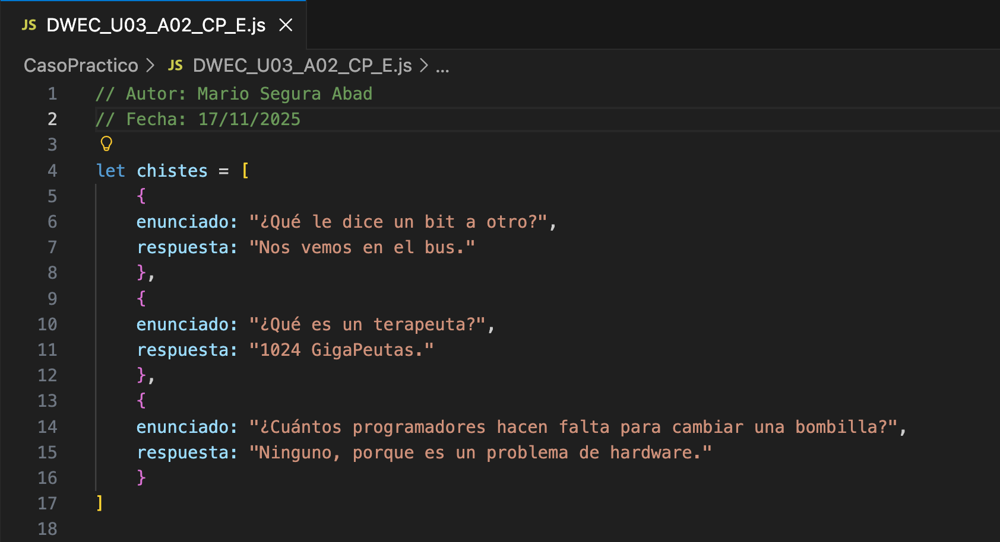 JS DWEC_U03_A02_CP_E.js ×
CasoPractico > JS DWEC_U03_A02_CP_E.js > ...
1 // Autor: Mario Segura Abad
2 // Fecha: 17/11/2025
3
4 let chistes = [
5 {
6 enunciado: "¿Qué le dice un bit a otro?",
7 respuesta: "Nos vemos en el bus."
8 },
9 {
10 enunciado: "¿Qué es un terapeuta?",
11 respuesta: "1024 GigaPeutas."
12 },
13 {
14 enunciado: "¿Cuántos programadores hacen falta para cambiar una bombilla?",
15 respuesta: "Ninguno, porque es un problema de hardware."
16 }
17 ]
18